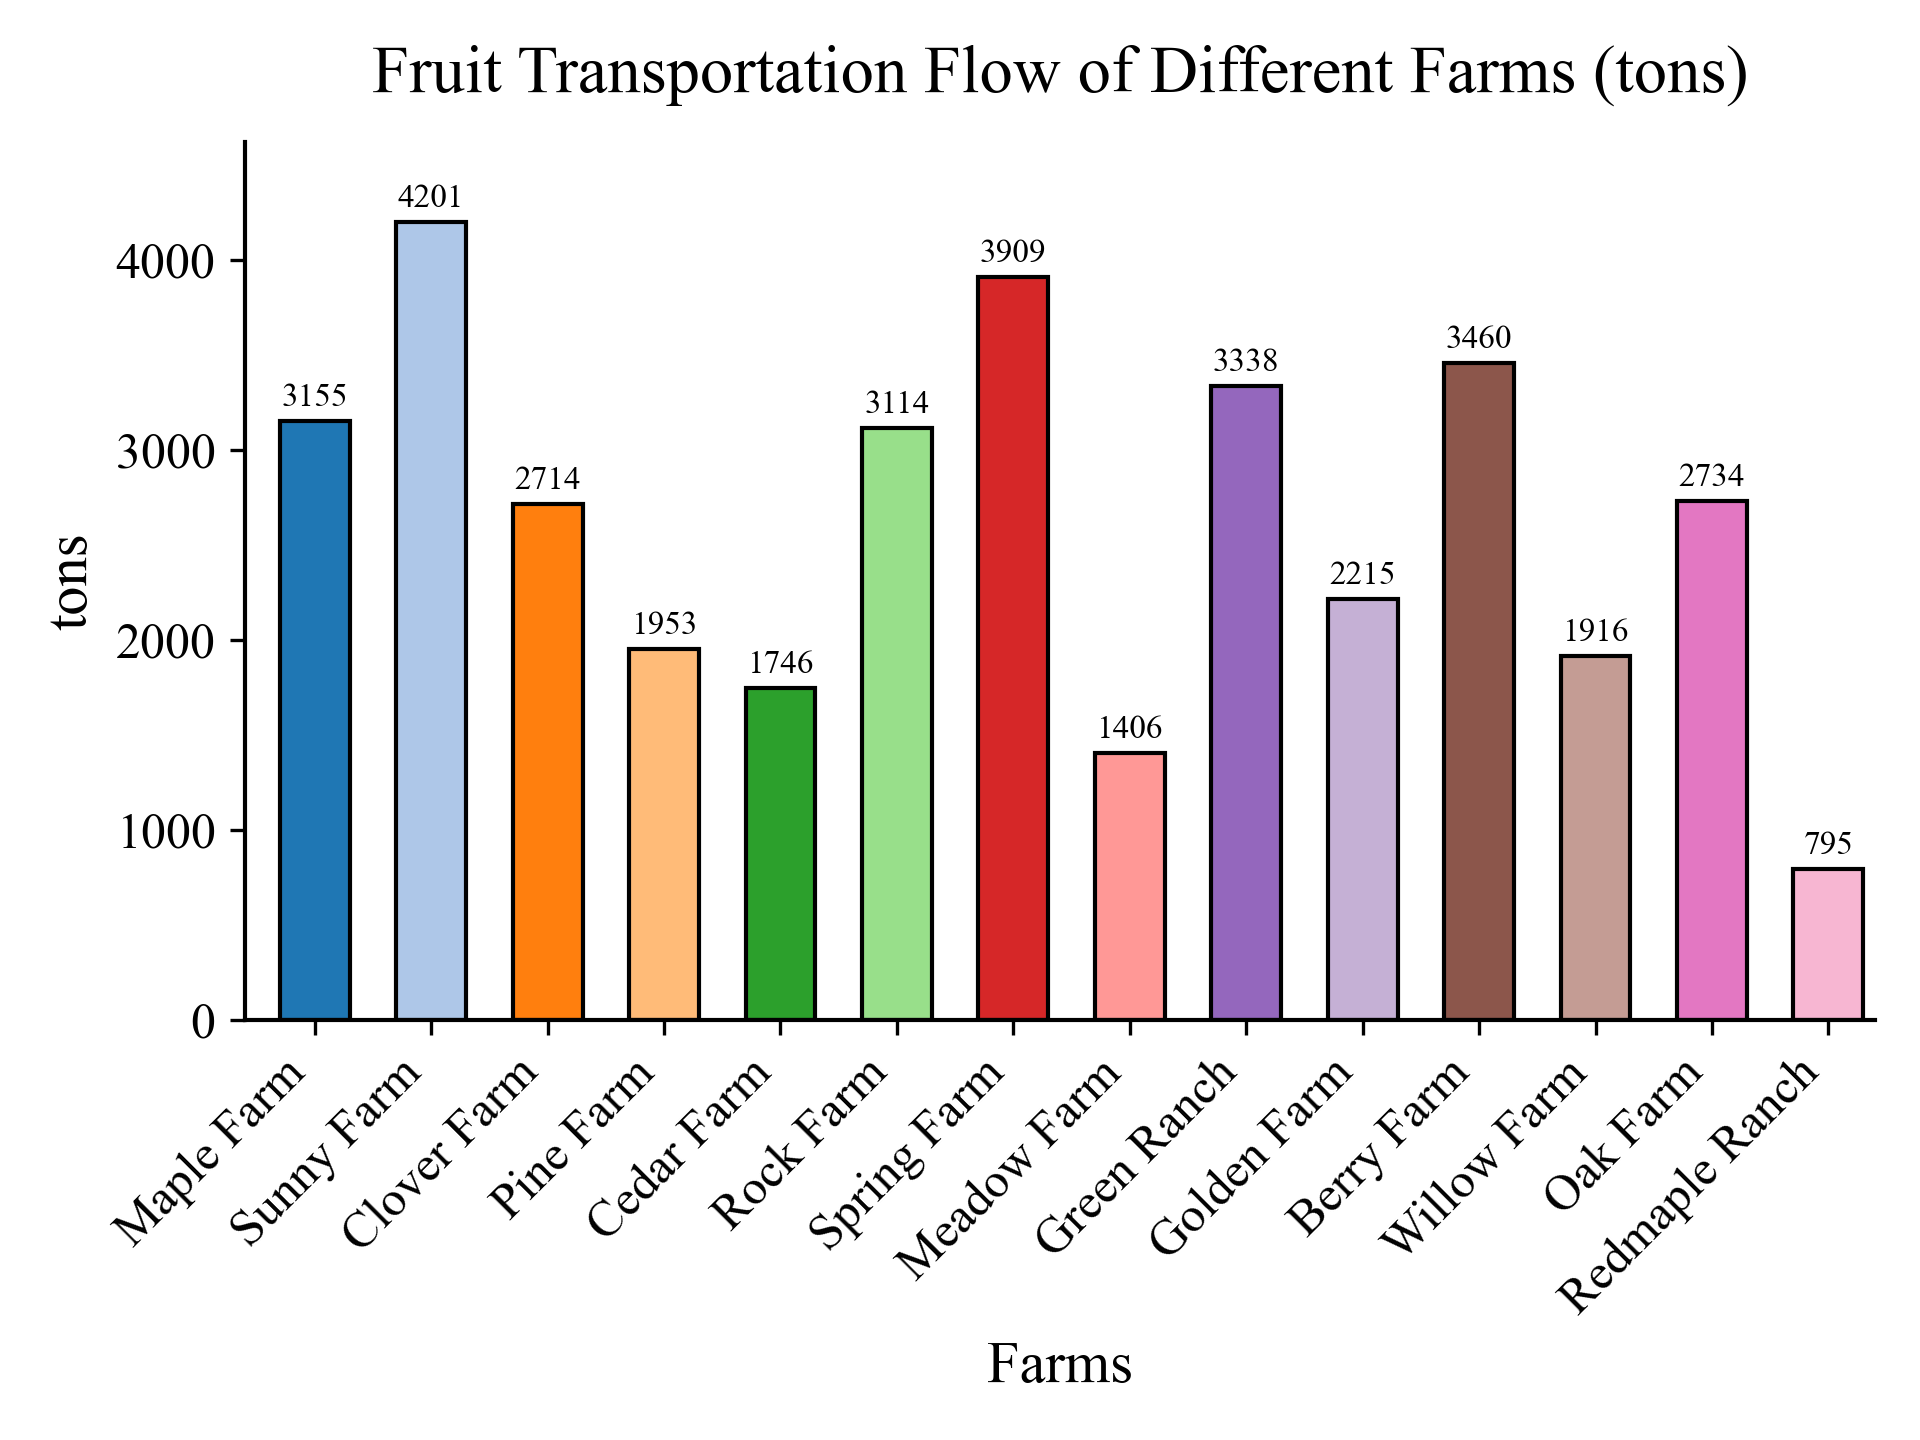 Fruit Transportation Flow of Different Farms (tons)
tons
4000
3000
2000
1000
0
3155
4201
2714
1953
1746
3114
3909
1406
3338
2215
3460
1916
2734
795
Maple Farm
Sunny Farm
Clover Farm
Pine Farm
Cedar Farm
Rock Farm
Spring Farm
Meadow Farm
Green Ranch
Golden Farm
Berry Farm
Willow Farm
Oak Farm
Redmaple Ranch
Farms